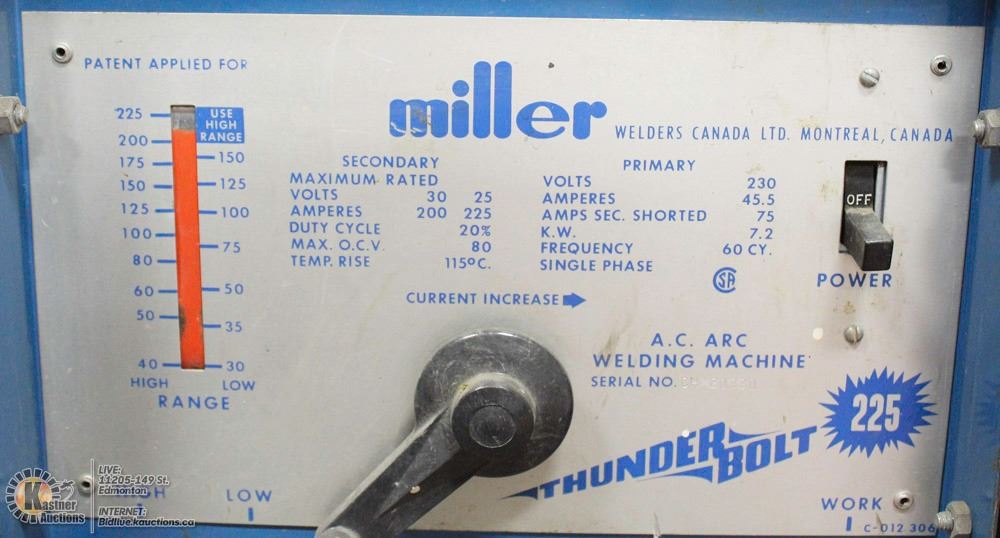 PATENT APPLIED FOR
miller
WELDERS CANADA LTD. MONTREAL, CANADA
225
USE
HIGH
RANGE
200
175
150
150
125
125
100
100
80
75
60
50
50
35
40
30
HIGH
LOW
RANGE
SECONDARY
MAXIMUM RATED
VOLTS 30 25
AMPERES 200 225
DUTY CYCLE 20%
MAX. O.C.V. 80
TEMP. RISE 115°C.
PRIMARY
VOLTS 230
AMPERES 45.5
AMPS SEC. SHORTED 75
K.W. 7.2
FREQUENCY 60 CY.
SINGLE PHASE
OFF
POWER
CURRENT INCREASE
A.C. ARC
WELDING MACHINE
SERIAL NO.
THUNDERBOLT
225
HIGH
LOW
WORK
C-012 306
Kastner
Auctions
LIVE:
11205-149 St.
Edmonton
INTERNET:
Bidlive.kauctions.ca